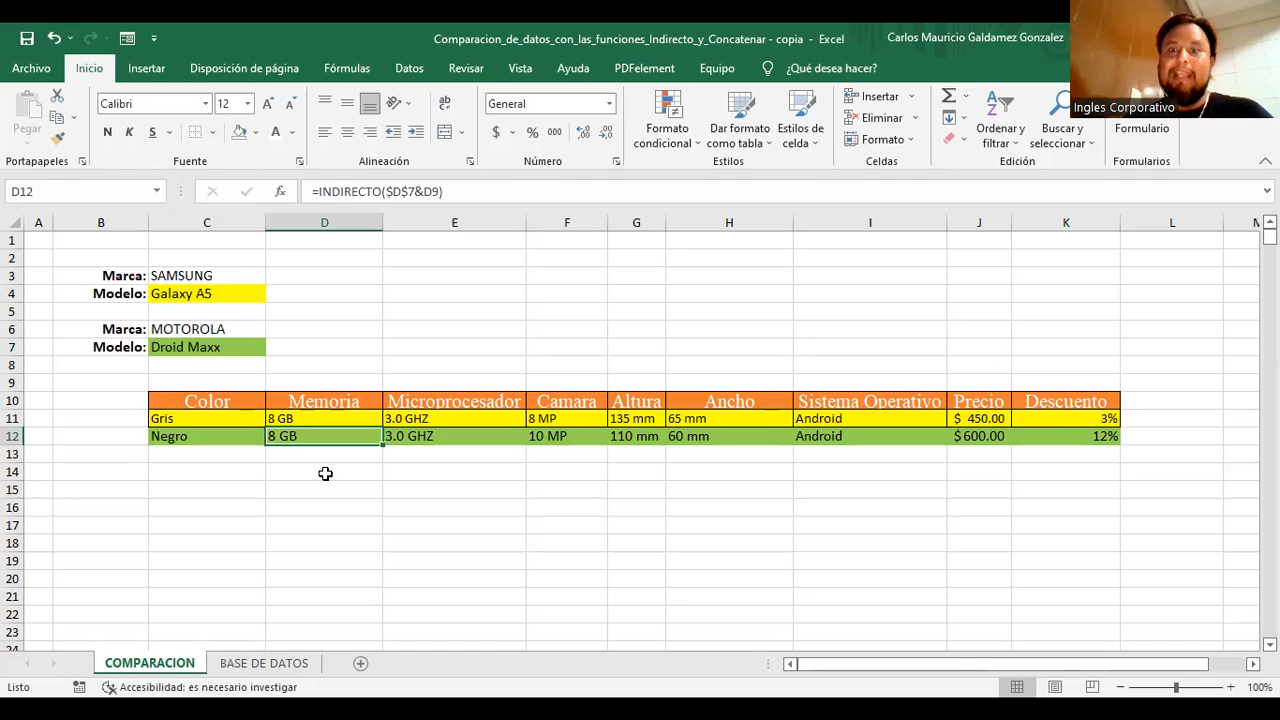 Comparacion_de_datos_con_las_funciones_Indirecto_y_Concatenar - copia - Excel
Carlos Mauricio Galdamez Gonzalez
Archivo Inicio Insertar Disposición de página Fórmulas Datos Revisar Vista Ayuda PDFelement Equipo ¿Qué desea hacer?
Ingles Corporativo
Pegar
Calibri 12
N K S
General
$ % 000
Formato condicional
Dar formato como tabla
Estilos de celda
Insertar
Eliminar
Formato
Ordenar y filtrar
Buscar y seleccionar
Formulario
Portapapeles Fuente Alineación Número Estilos Celdas Edición Formularios
D12 fx =INDIRECTO($D$7&D9)
A B C D E F G H I J K L M
1
2
3 Marca: SAMSUNG
4 Modelo: Galaxy A5
5
6 Marca: MOTOROLA
7 Modelo: Droid Maxx
8
9
10 Color Memoria Microprocesador Camara Altura Ancho Sistema Operativo Precio Descuento
11 Gris 8 GB 3.0 GHZ 8 MP 135 mm 65 mm Android $ 450.00 3%
12 Negro 8 GB 3.0 GHZ 10 MP 110 mm 60 mm Android $ 600.00 12%
13
14
15
16
17
18
19
20
21
22
23
24
COMPARACION BASE DE DATOS
Listo Accesibilidad: es necesario investigar 100%